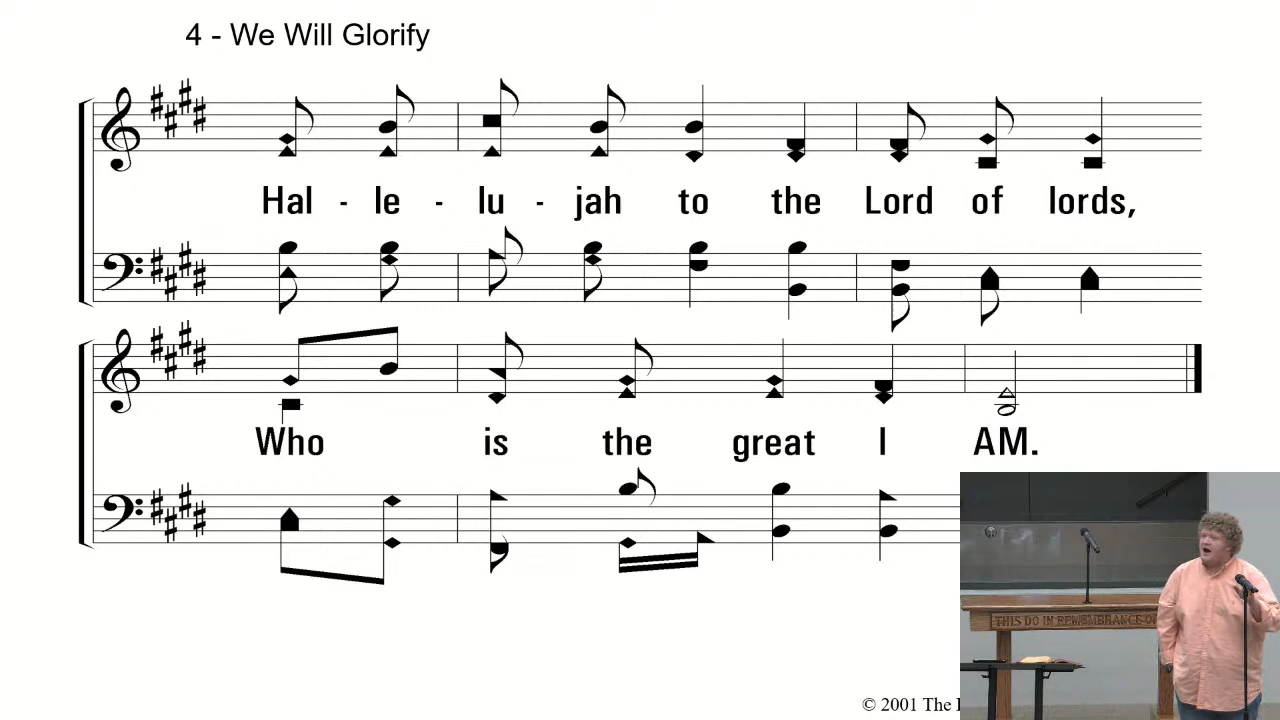 4 - We Will Glorify
Hal - le - lu - jah to the Lord of lords,
Who is the great I AM.
THIS DO IN REMEMBRANCE OF
© 2001 The